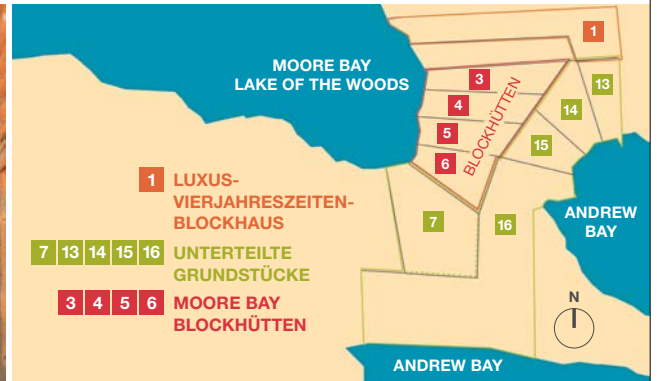 MOORE BAY
LAKE OF THE WOODS
1
3
13
4
14
5
15
6
BLOCKHÜTTEN
7
16
ANDREW
BAY
1 LUXUS-
VIERJAHRESZEITEN-
BLOCKHAUS
7 13 14 15 16 UNTERTEILTE
GRUNDSTÜCKE
3 4 5 6 MOORE BAY
BLOCKHÜTTEN
N
ANDREW BAY